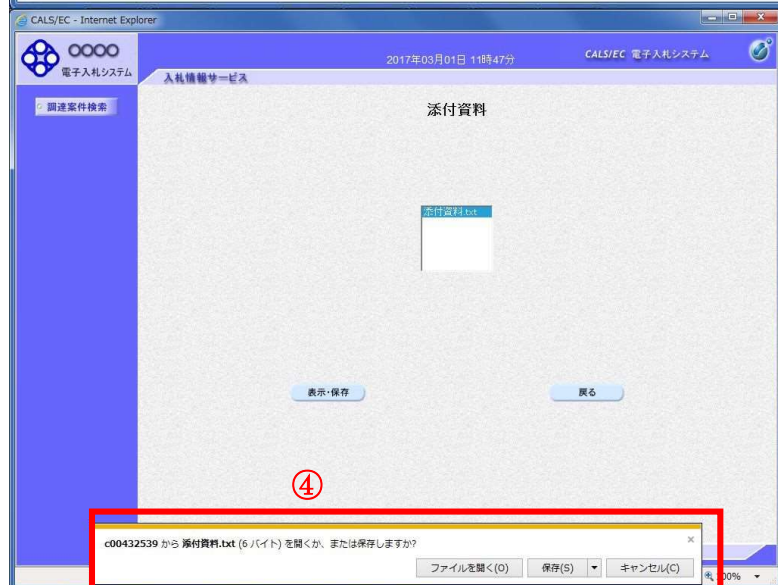 CALS/EC - Internet Explorer
○○○○
電子入札システム
2017年03月01日 11時47分
CALS/EC 電子入札システム
入札情報サービス
調達案件検索
添付資料
添付資料.txt
表示・保存
戻る
④
c00432539 から 添付資料.txt (6 バイト) を開くか、または保存しますか?
ファイルを開く(O)
保存(S)
キャンセル(C)
100%